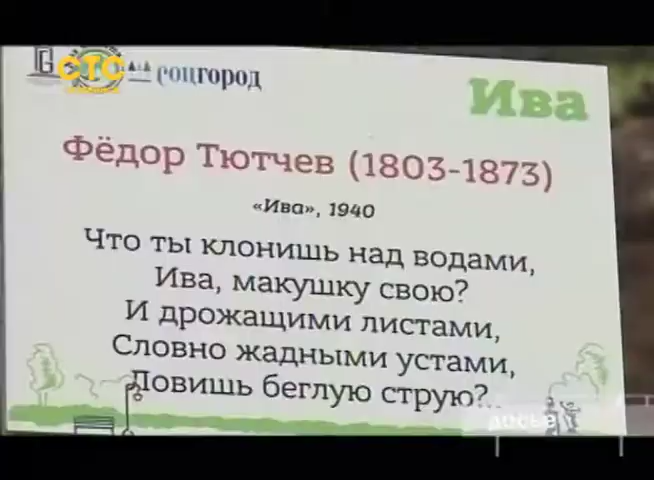 СТС
соцгород
Ива
Фёдор Тютчев (1803-1873)
«Ива», 1940
Что ты клонишь над водами,
Ива, макушку свою?
И дрожащими листами,
Словно жадными устами,
Ловишь беглую струю?..
досье